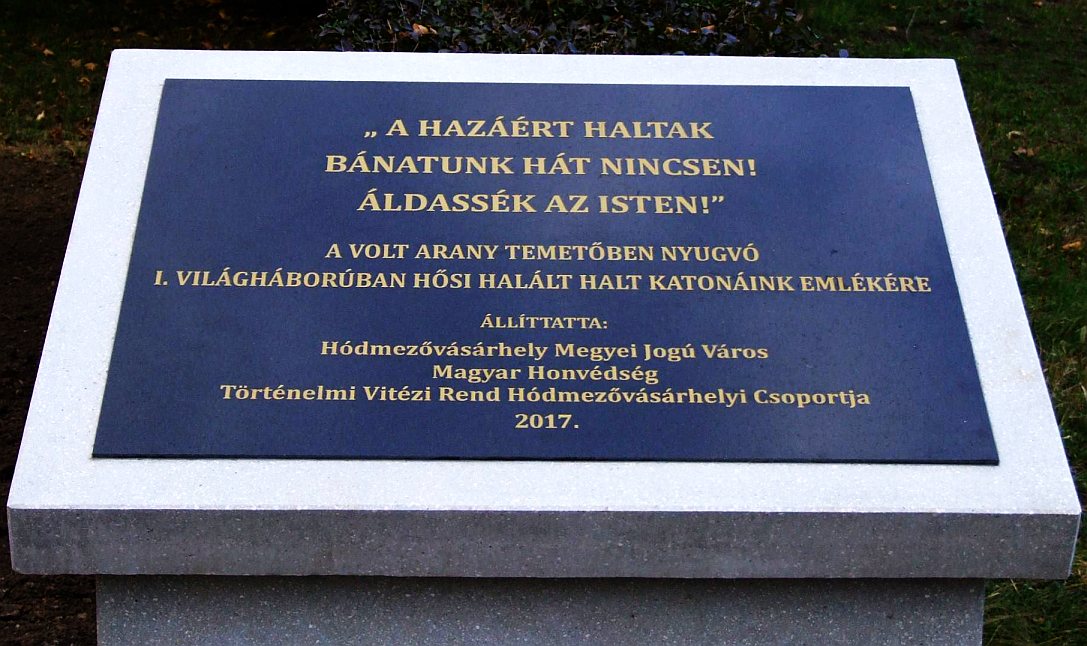 „ A HAZÁÉRT HALTAK
BÁNATUNK HÁT NINCSEN!
ÁLDASSÉK AZ ISTEN!”
A VOLT ARANY TEMETŐBEN NYUGVÓ
I. VILÁGHÁBORÚBAN HŐSI HALÁLT HALT KATONÁINK EMLÉKÉRE
ÁLLÍTTATTA:
Hódmezővásárhely Megyei Jogú Város
Magyar Honvédség
Történelmi Vitézi Rend Hódmezővásárhelyi Csoportja
2017.